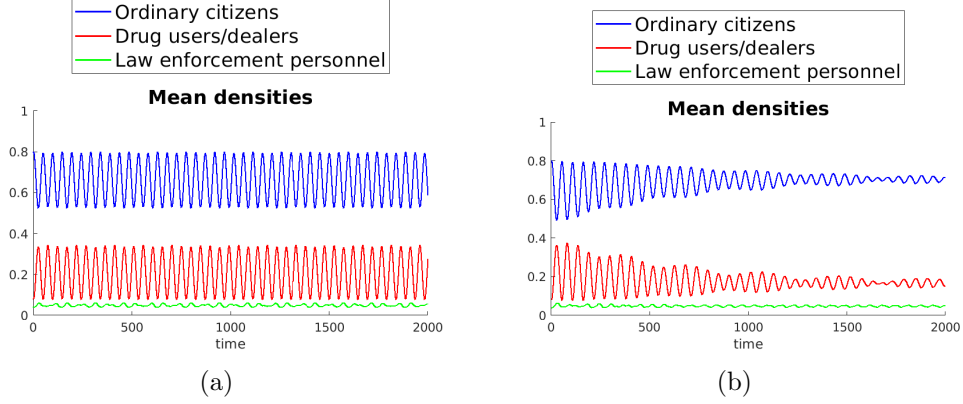 Ordinary citizens
Drug users/dealers
Law enforcement personnel
Mean densities
1
0.8
0.6
0.4
0.2
0
0
500
1000
1500
2000
time
(a)
Ordinary citizens
Drug users/dealers
Law enforcement personnel
Mean densities
1
0.8
0.6
0.4
0.2
0
0
500
1000
1500
2000
time
(b)